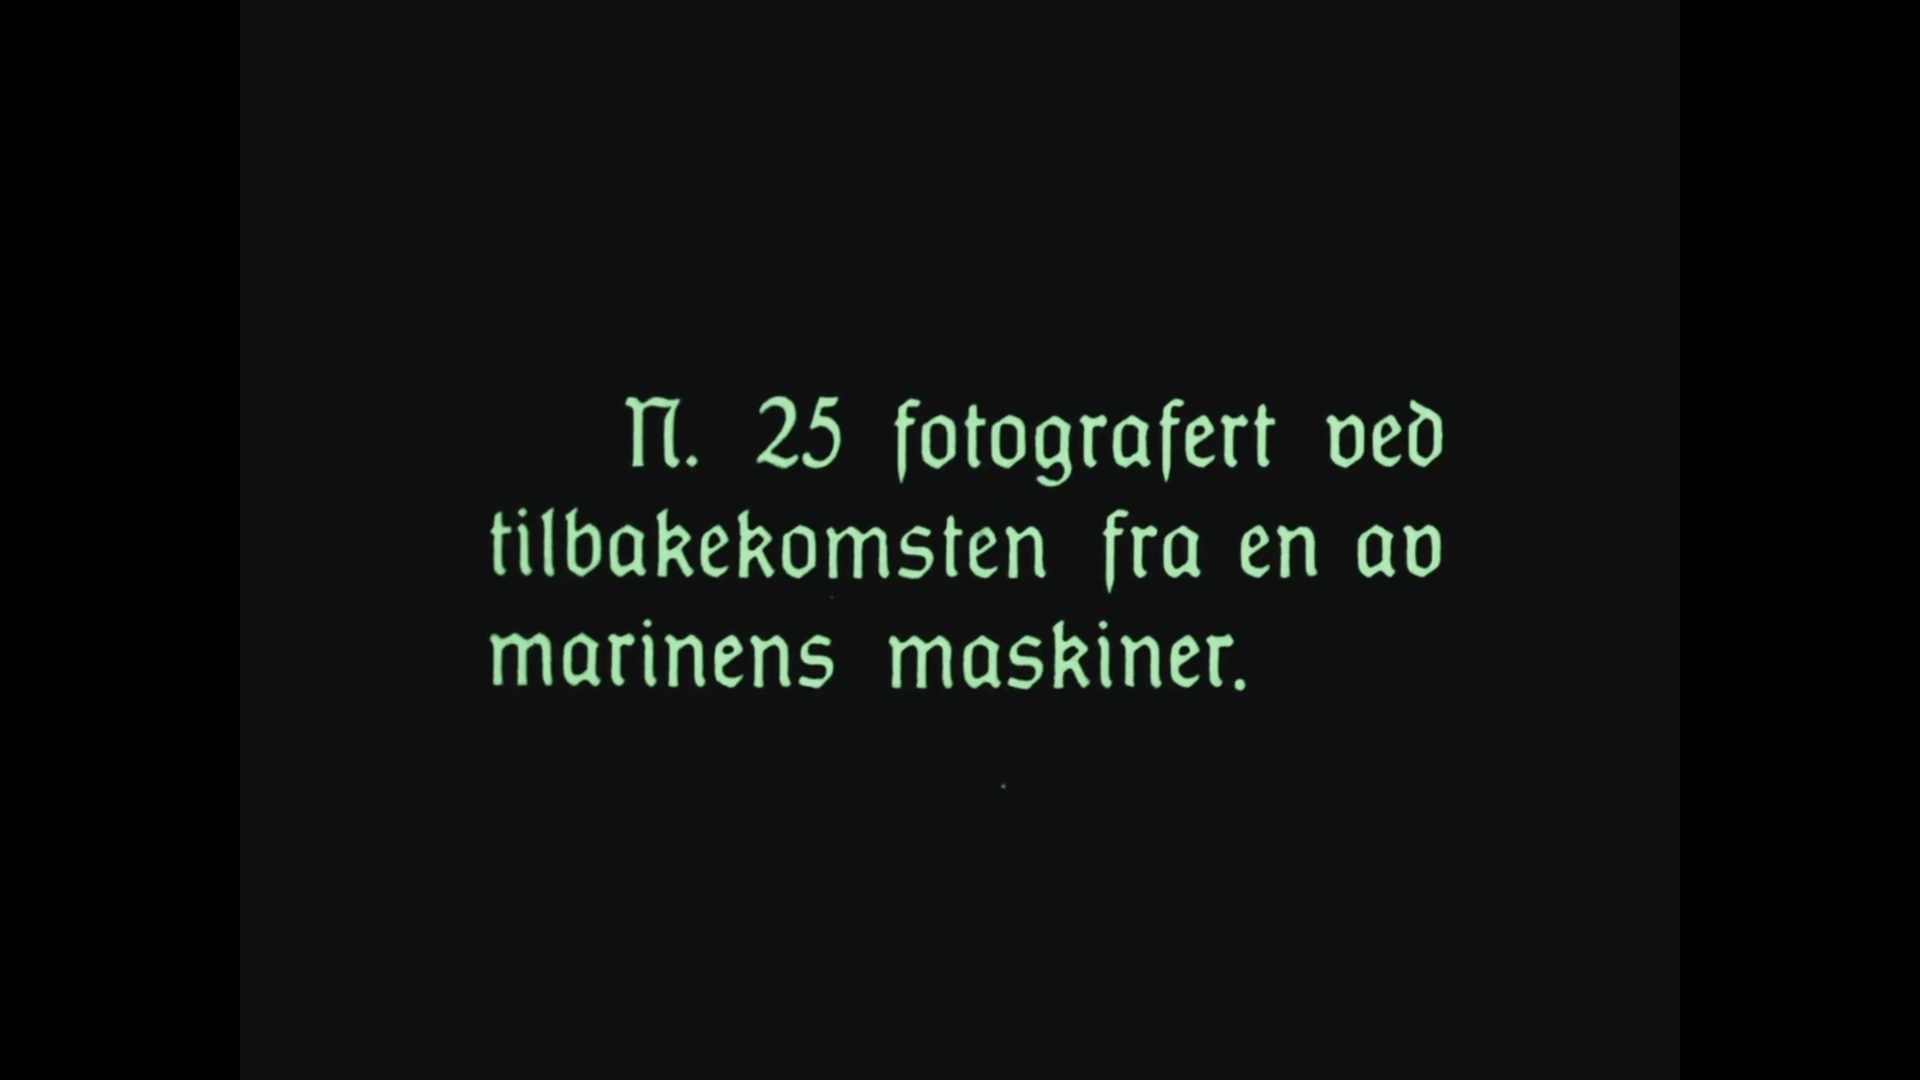 N. 25 fotografert ved
tilbakekomsten fra en av
marinens maskiner.